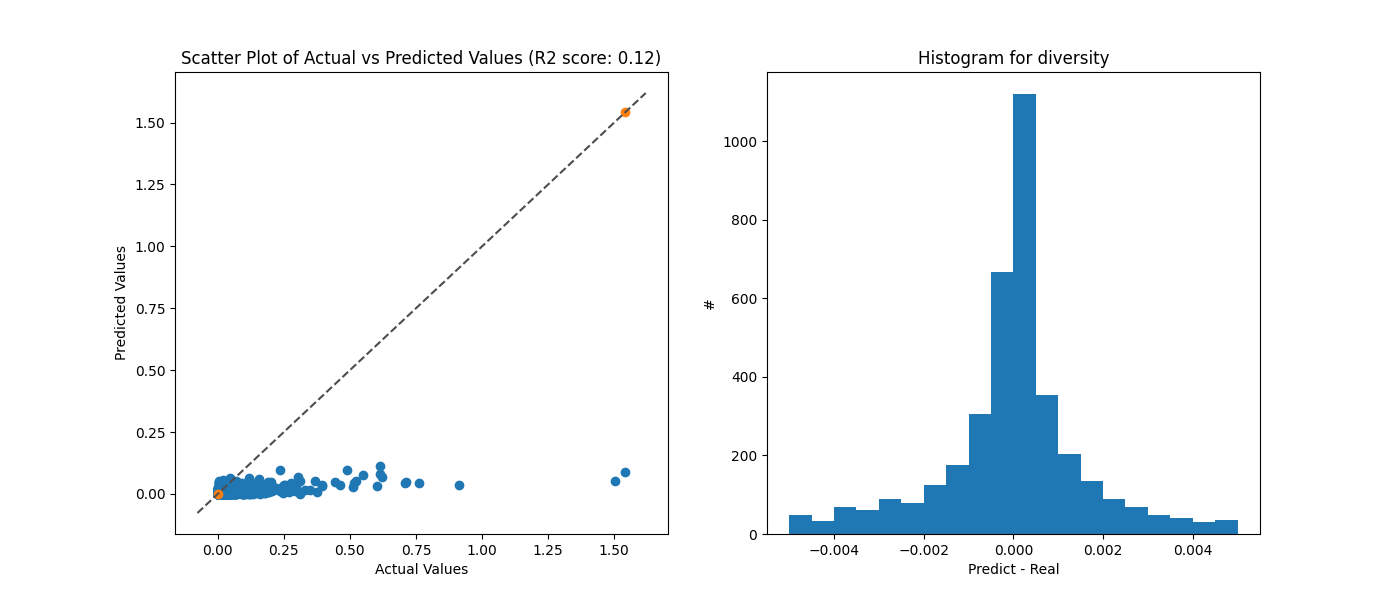 Scatter Plot of Actual vs Predicted Values (R2 score: 0.12)
1.50
1.25
1.00
0.75
0.50
0.25
0.00
Predicted Values
0.00 0.25 0.50 0.75 1.00 1.25 1.50
Actual Values
Histogram for diversity
1000
800
600
400
200
0
#
−0.004 −0.002 0.000 0.002 0.004
Predict - Real